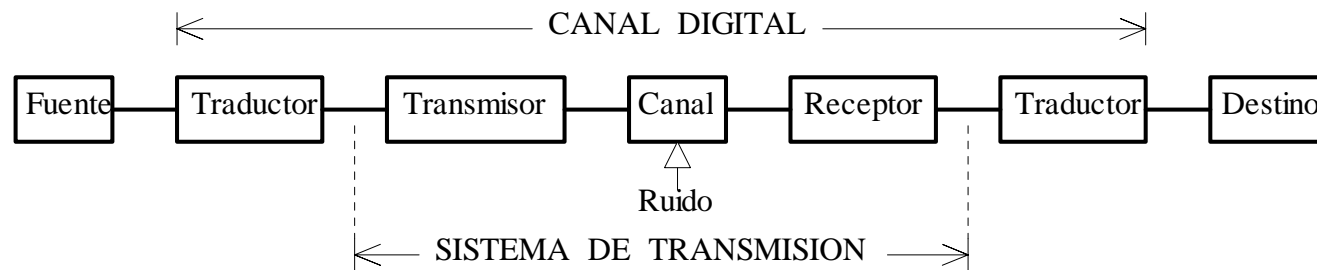 CANAL DIGITAL
Fuente Traductor Transmisor Canal Receptor Traductor Destino
Ruido
SISTEMA DE TRANSMISION